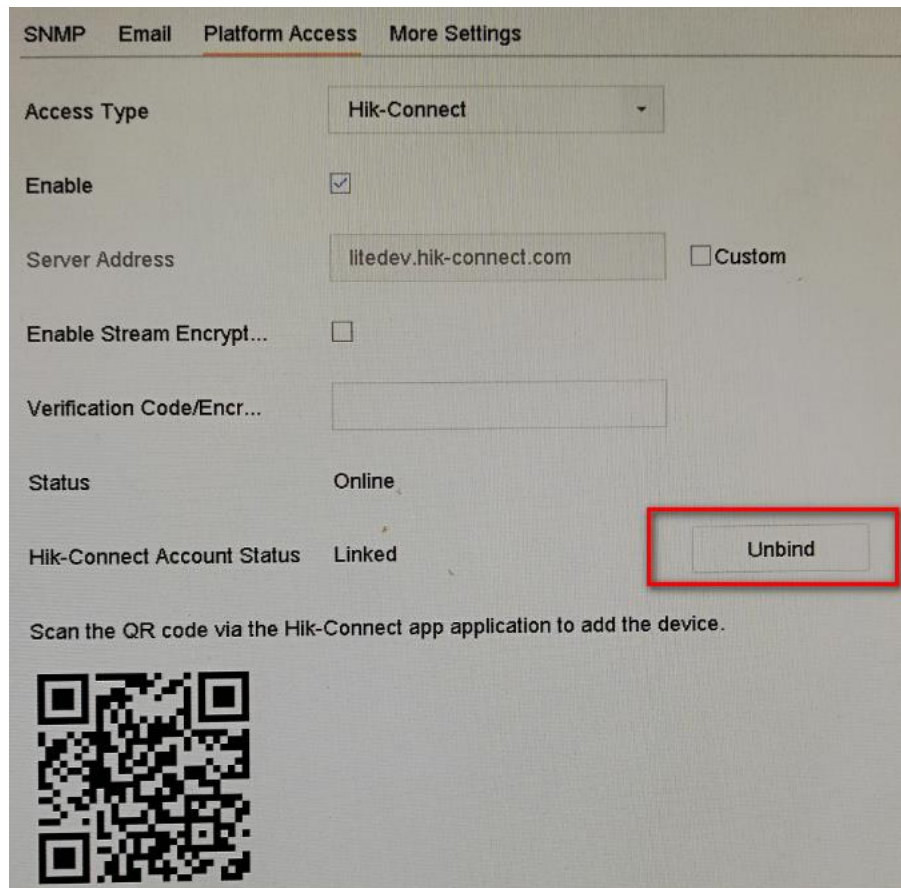 SNMP Email Platform Access More Settings
Access Type Hik-Connect
Enable
Server Address litedev.hik-connect.com Custom
Enable Stream Encrypt...
Verification Code/Encr...
Status Online
Hik-Connect Account Status Linked Unbind
Scan the QR code via the Hik-Connect app application to add the device.